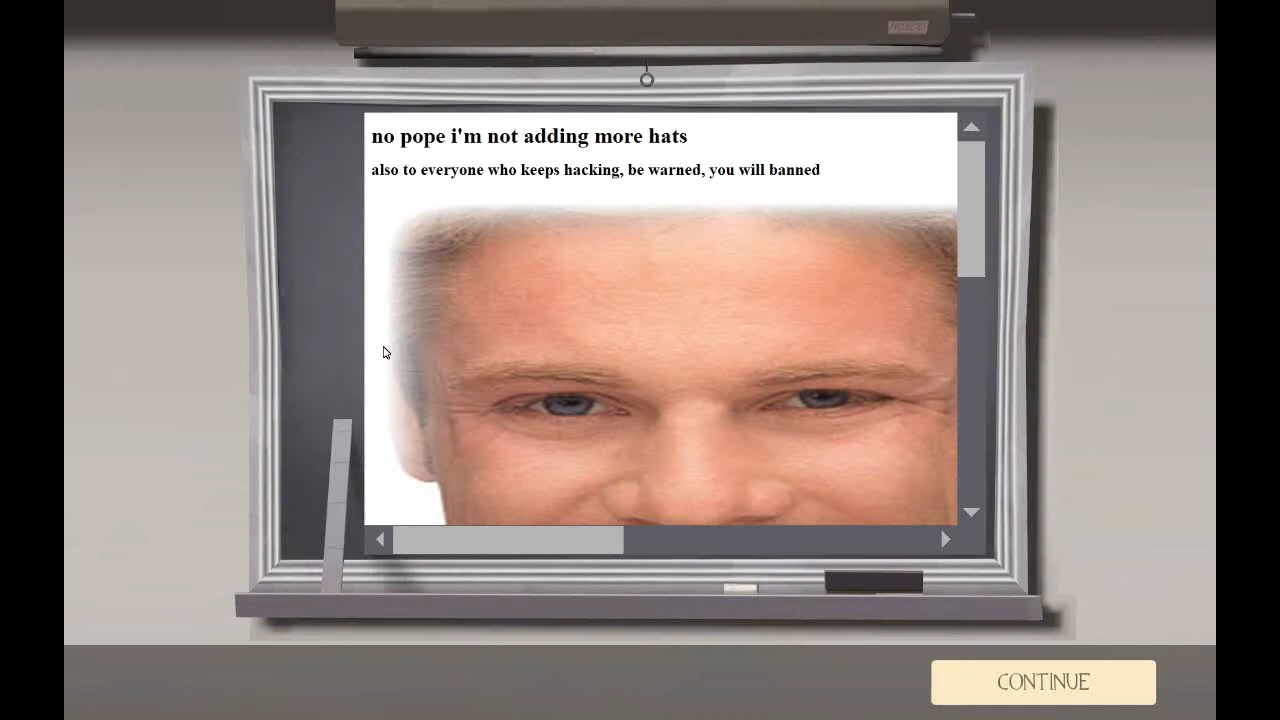 no pope i'm not adding more hats
also to everyone who keeps hacking, be warned, you will banned
CONTINUE